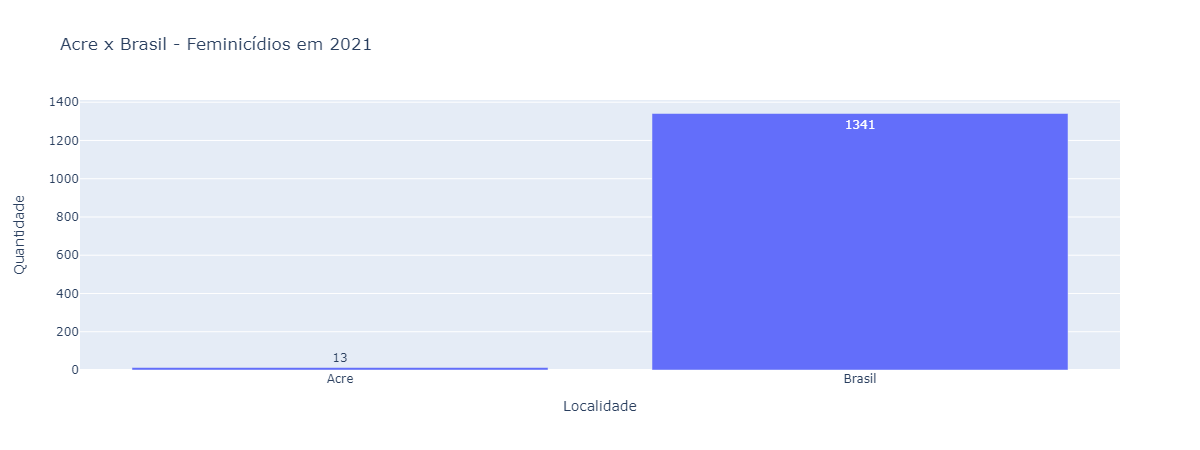 Acre x Brasil - Feminicídios em 2021
Quantidade
1400
1200
1000
800
600
400
200
0
13
1341
Acre
Brasil
Localidade